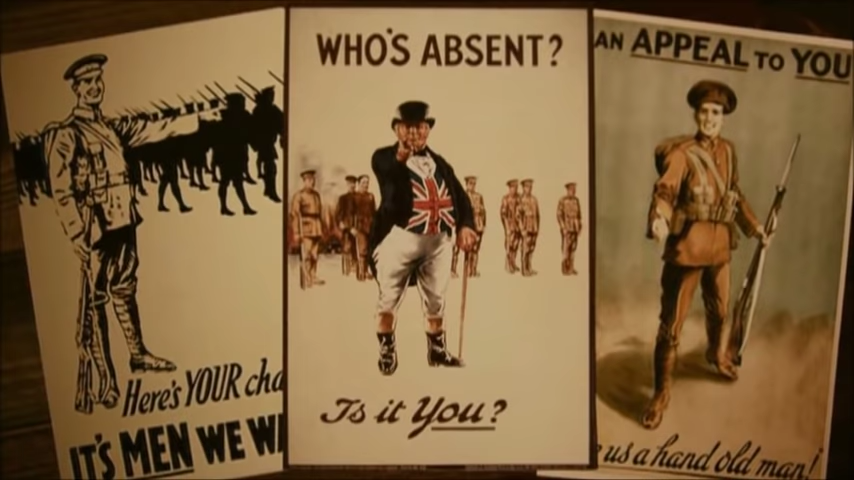 Here's YOUR cha
IT'S MEN WE W
WHO'S ABSENT?
Is it You?
AN APPEAL TO YOU
us a hand old man!